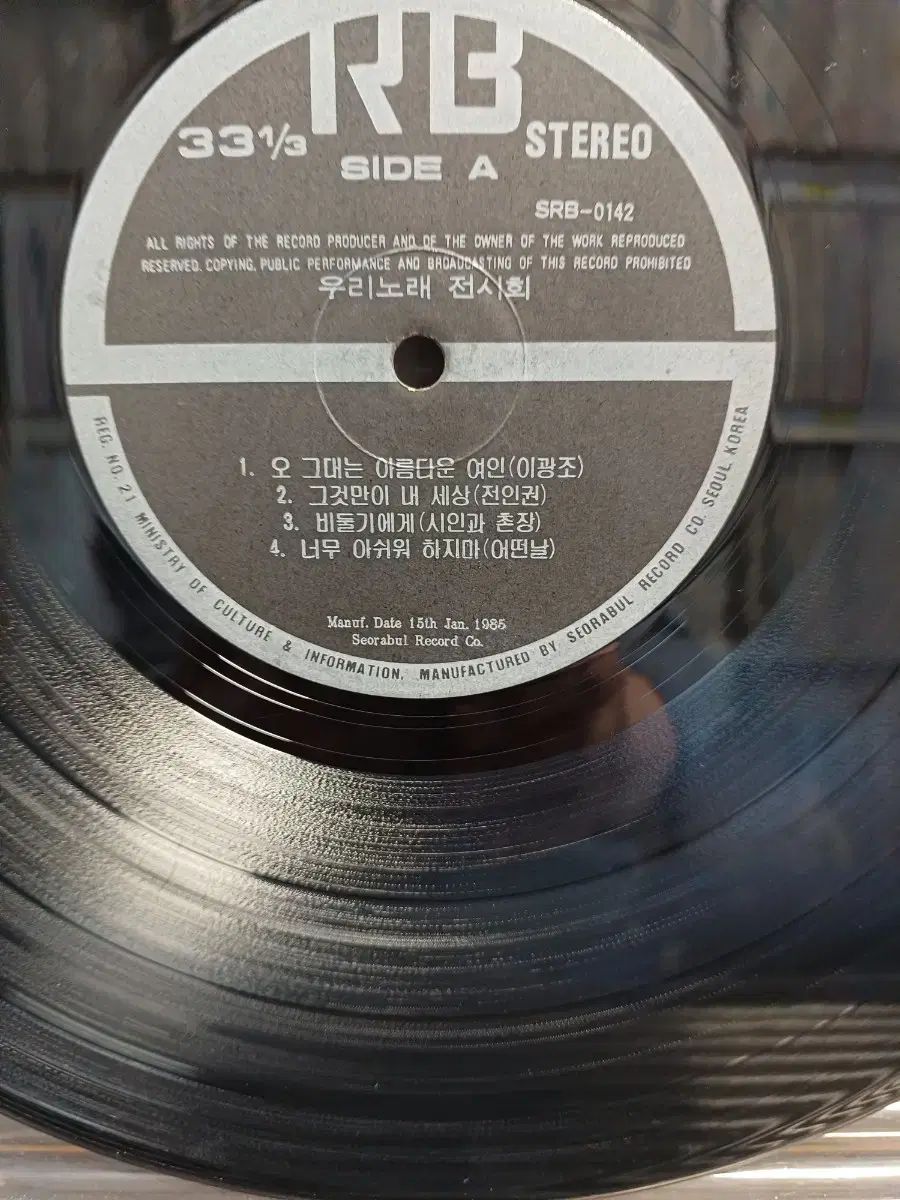 RB
33 1/3
STEREO
SIDE A
SRB-0142
ALL RIGHTS OF THE RECORD PRODUCER AND OF THE OWNER OF THE WORK REPRODUCED
RESERVED. COPYING, PUBLIC PERFORMANCE AND BROADCASTING OF THIS RECORD PROHIBITED
우리노래 전시회
1. 오 그대는 아름다운 여인(이광조)
2. 그것만이 내 세상(전인권)
3. 비둘기에게(시인과 촌장)
4. 너무 아쉬워 하지마(어떤날)
Manuf. Date 15th Jan. 1985
Seorabul Record Co.
REG. NO. 21 MINISTRY OF CULTURE & INFORMATION. MANUFACTURED BY SEORABUL RECORD CO. SEOUL KOREA